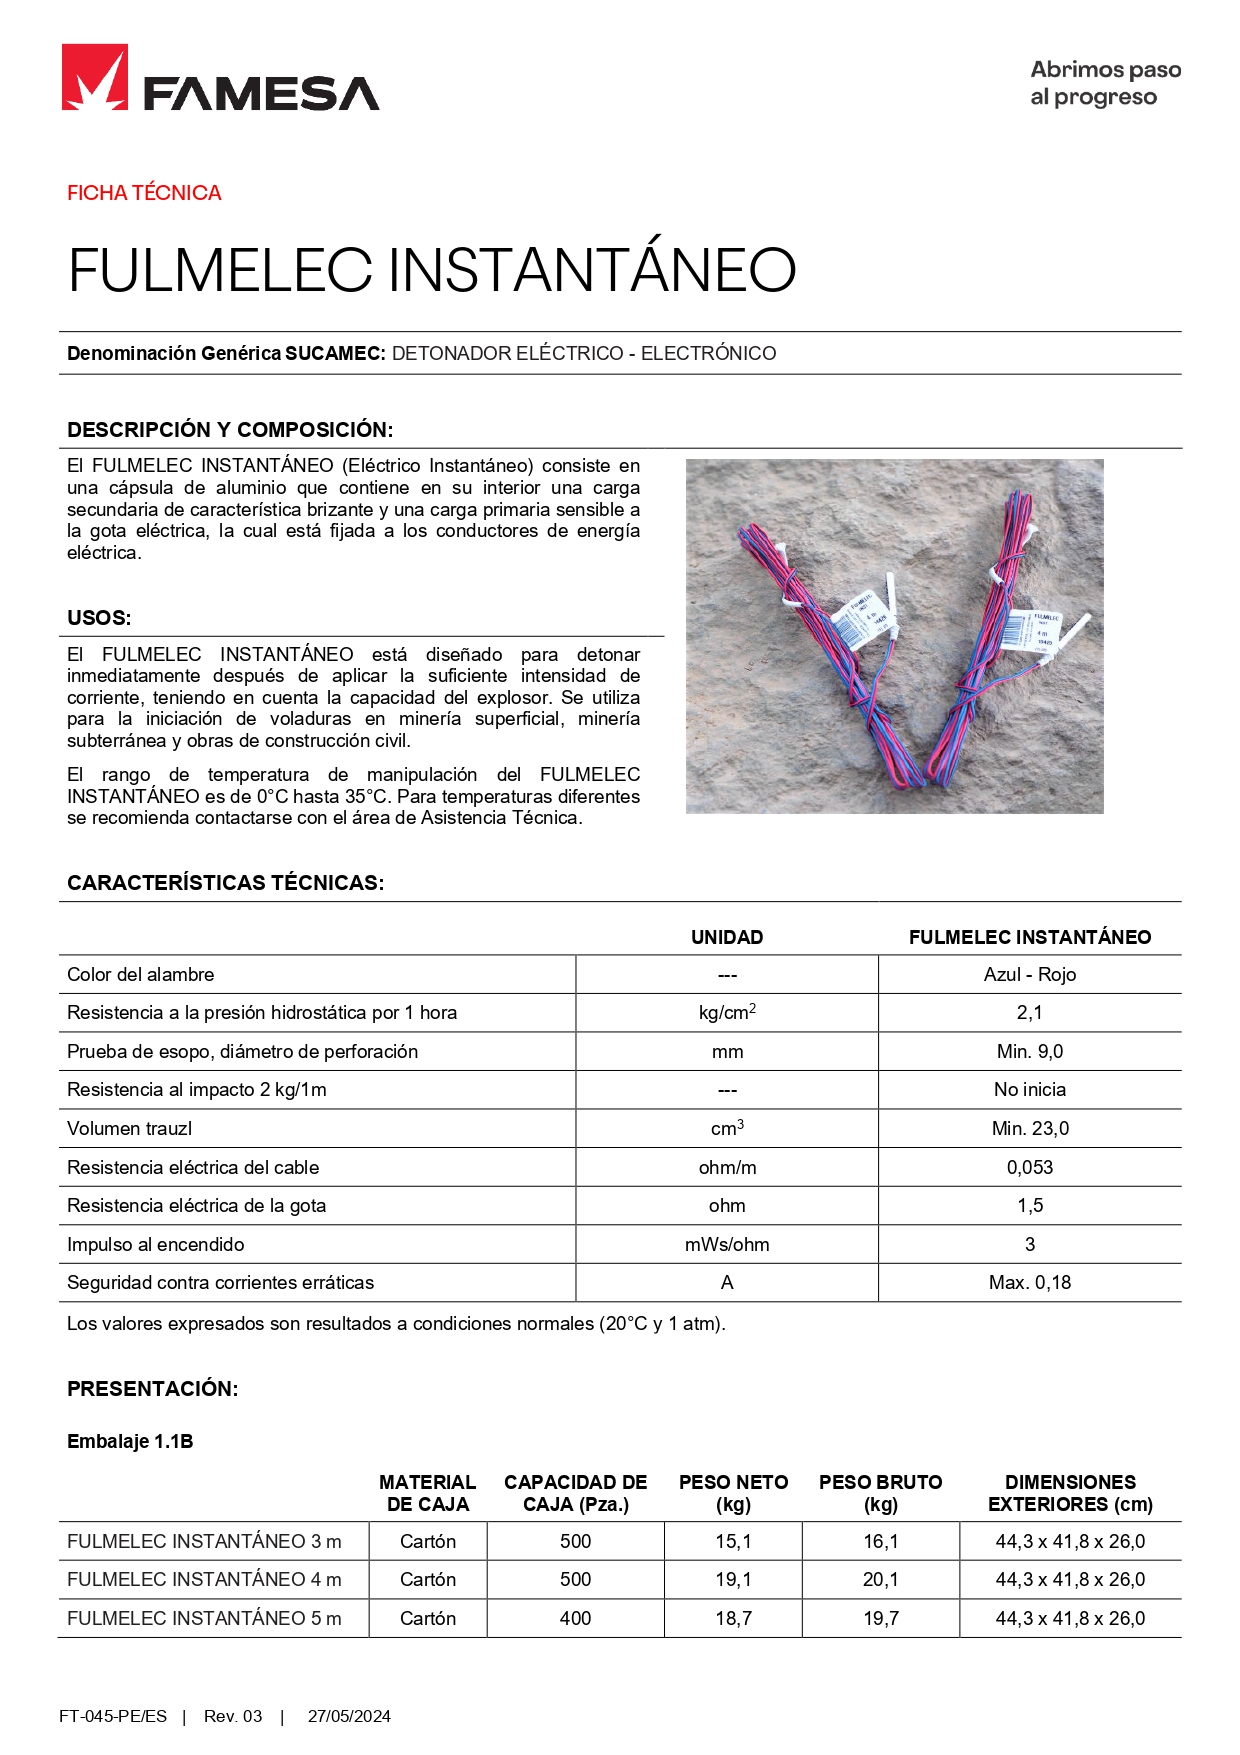 FAMESA
Abrimos paso
al progreso
FICHA TÉCNICA
FULMELEC INSTANTÁNEO
Denominación Genérica SUCAMEC: DETONADOR ELÉCTRICO - ELECTRÓNICO
DESCRIPCIÓN Y COMPOSICIÓN:
El FULMELEC INSTANTÁNEO (Eléctrico Instantáneo) consiste en
una cápsula de aluminio que contiene en su interior una carga
secundaria de característica brizante y una carga primaria sensible a
la gota eléctrica, la cual está fijada a los conductores de energía
eléctrica.
USOS:
El FULMELEC INSTANTÁNEO está diseñado para detonar
inmediatamente después de aplicar la suficiente intensidad de
corriente, teniendo en cuenta la capacidad del explosor. Se utiliza
para la iniciación de voladuras en minería superficial, minería
subterránea y obras de construcción civil.
El rango de temperatura de manipulación del FULMELEC
INSTANTÁNEO es de 0°C hasta 35°C. Para temperaturas diferentes
se recomienda contactarse con el área de Asistencia Técnica.
FULMELEC
4 m
FULMELEC
4 m
CARACTERÍSTICAS TÉCNICAS:
UNIDAD FULMELEC INSTANTÁNEO
Color del alambre --- Azul - Rojo
Resistencia a la presión hidrostática por 1 hora kg/cm² 2,1
Prueba de esopo, diámetro de perforación mm Min. 9,0
Resistencia al impacto 2 kg/1m --- No inicia
Volumen trauzl cm³ Min. 23,0
Resistencia eléctrica del cable ohm/m 0,053
Resistencia eléctrica de la gota ohm 1,5
Impulso al encendido mWs/ohm 3
Seguridad contra corrientes erráticas A Max. 0,18
Los valores expresados son resultados a condiciones normales (20°C y 1 atm).
PRESENTACIÓN:
Embalaje 1.1B
MATERIAL CAPACIDAD DE PESO NETO PESO BRUTO DIMENSIONES
DE CAJA CAJA (Pza.) (kg) (kg) EXTERIORES (cm)
FULMELEC INSTANTÁNEO 3 m Cartón 500 15,1 16,1 44,3 x 41,8 x 26,0
FULMELEC INSTANTÁNEO 4 m Cartón 500 19,1 20,1 44,3 x 41,8 x 26,0
FULMELEC INSTANTÁNEO 5 m Cartón 400 18,7 19,7 44,3 x 41,8 x 26,0
FT-045-PE/ES | Rev. 03 | 27/05/2024